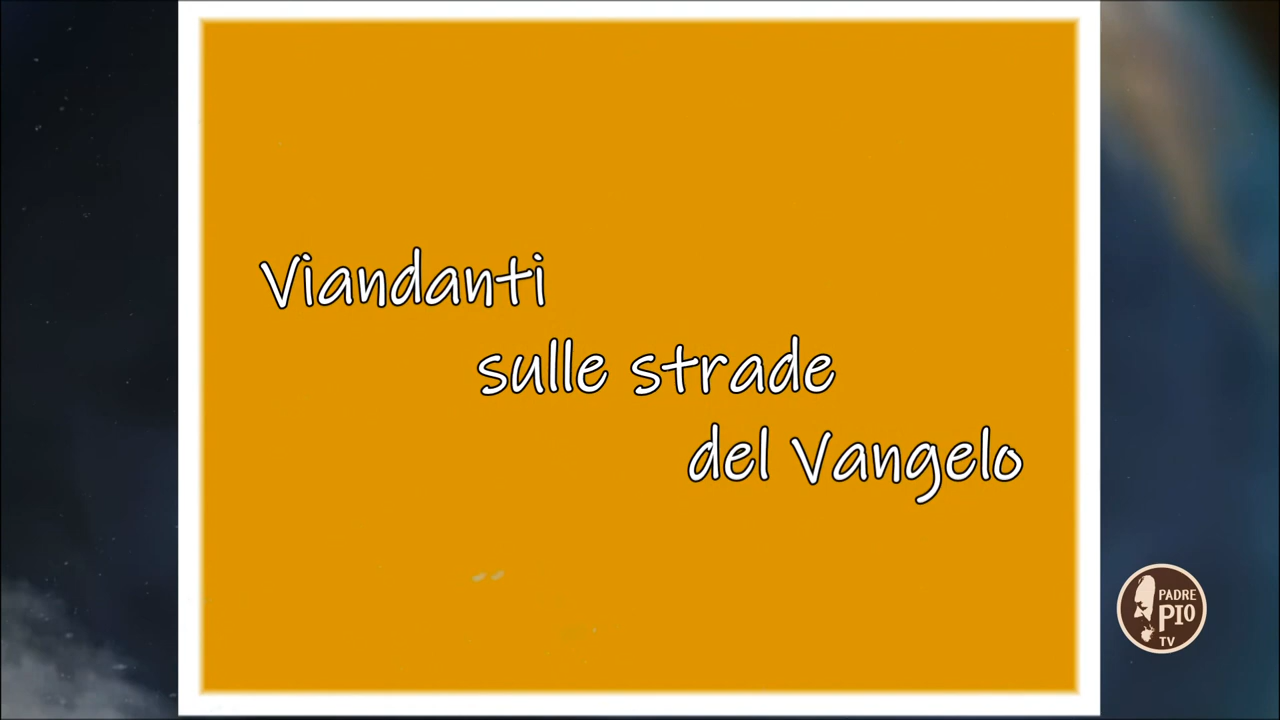 Viandanti
sulle strade
del Vangelo
PADRE
PIO
TV